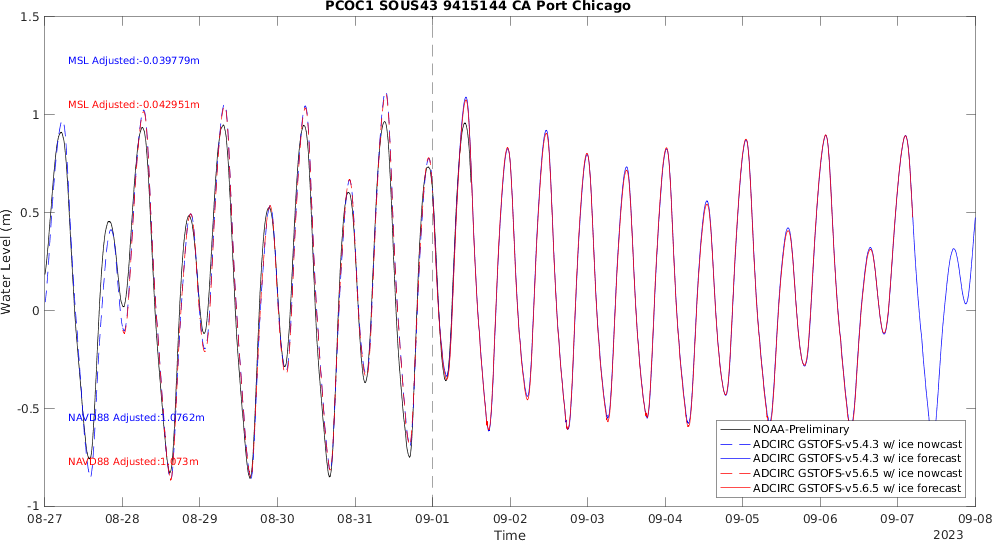 PCOC1 SOUS43 9415144 CA Port Chicago
1.5
1
0.5
0
-0.5
-1
Water Level (m)
MSL Adjusted:-0.039779m
MSL Adjusted:-0.042951m
NAVD88 Adjusted:1.0762m
NAVD88 Adjusted:1.073m
NOAA-Preliminary
ADCIRC GSTOFS-v5.4.3 w/ ice nowcast
ADCIRC GSTOFS-v5.4.3 w/ ice forecast
ADCIRC GSTOFS-v5.6.5 w/ ice nowcast
ADCIRC GSTOFS-v5.6.5 w/ ice forecast
08-27 08-28 08-29 08-30 08-31 09-01 09-02 09-03 09-04 09-05 09-06 09-07 09-08
Time
2023